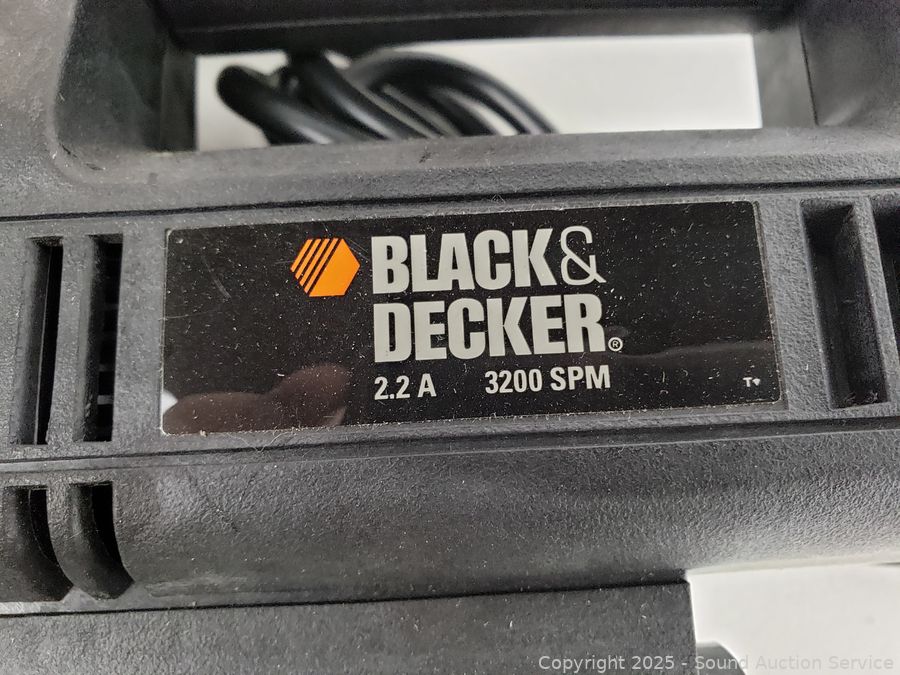 BLACK&
DECKER®
2.2 A 3200 SPM
T♦
Copyright 2025 - Sound Auction Service